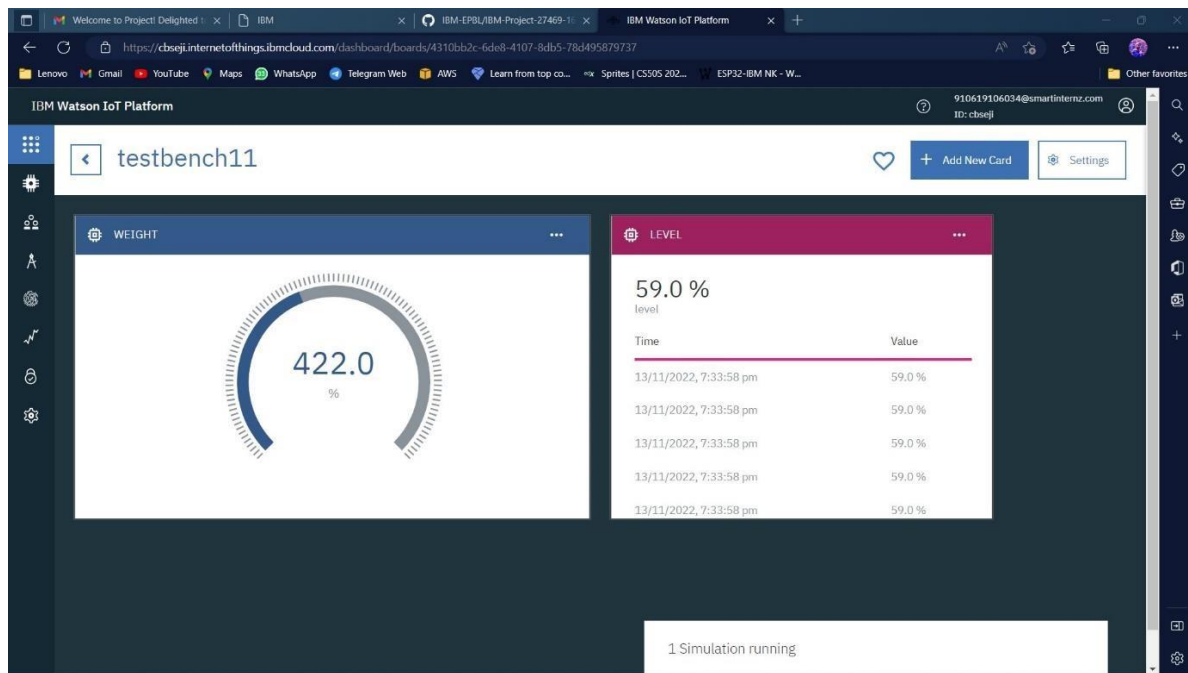 Welcome to Project! Delighted t
IBM
IBM-EPBL/IBM-Project-27469-16
IBM Watson IoT Platform
https://cbseji.internetofthings.ibmcloud.com/dashboard/boards/4310bb2c-6de8-4107-8db5-78d495879737
Lenovo
Gmail
YouTube
Maps
WhatsApp
Telegram Web
AWS
Learn from top co...
Sprites | CS50S 202...
ESP32-IBM NK - W...
Other favorites
IBM Watson IoT Platform
910619106034@smartinternz.com
ID: cbseji
testbench11
+ Add New Card
Settings
WEIGHT
422.0
%
LEVEL
59.0 %
level
Time Value
13/11/2022, 7:33:58 pm 59.0 %
13/11/2022, 7:33:58 pm 59.0 %
13/11/2022, 7:33:58 pm 59.0 %
13/11/2022, 7:33:58 pm 59.0 %
13/11/2022, 7:33:58 pm 59.0 %
1 Simulation running